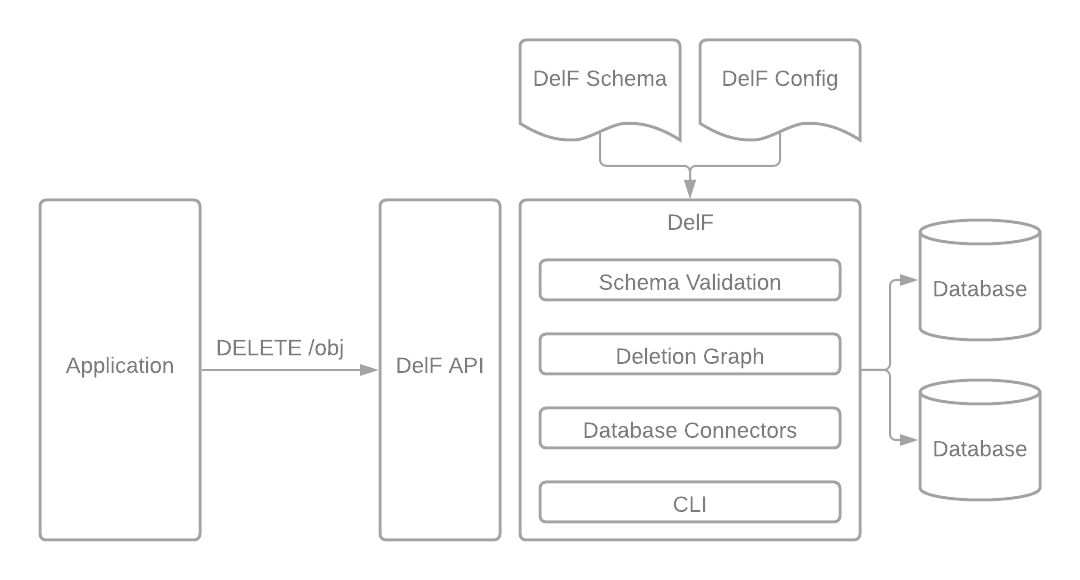 DelF Schema
DelF Config
DelF
Schema Validation
Database
DELETE /obj
Deletion Graph
Application
DelF API
Database Connectors
Database
CLI